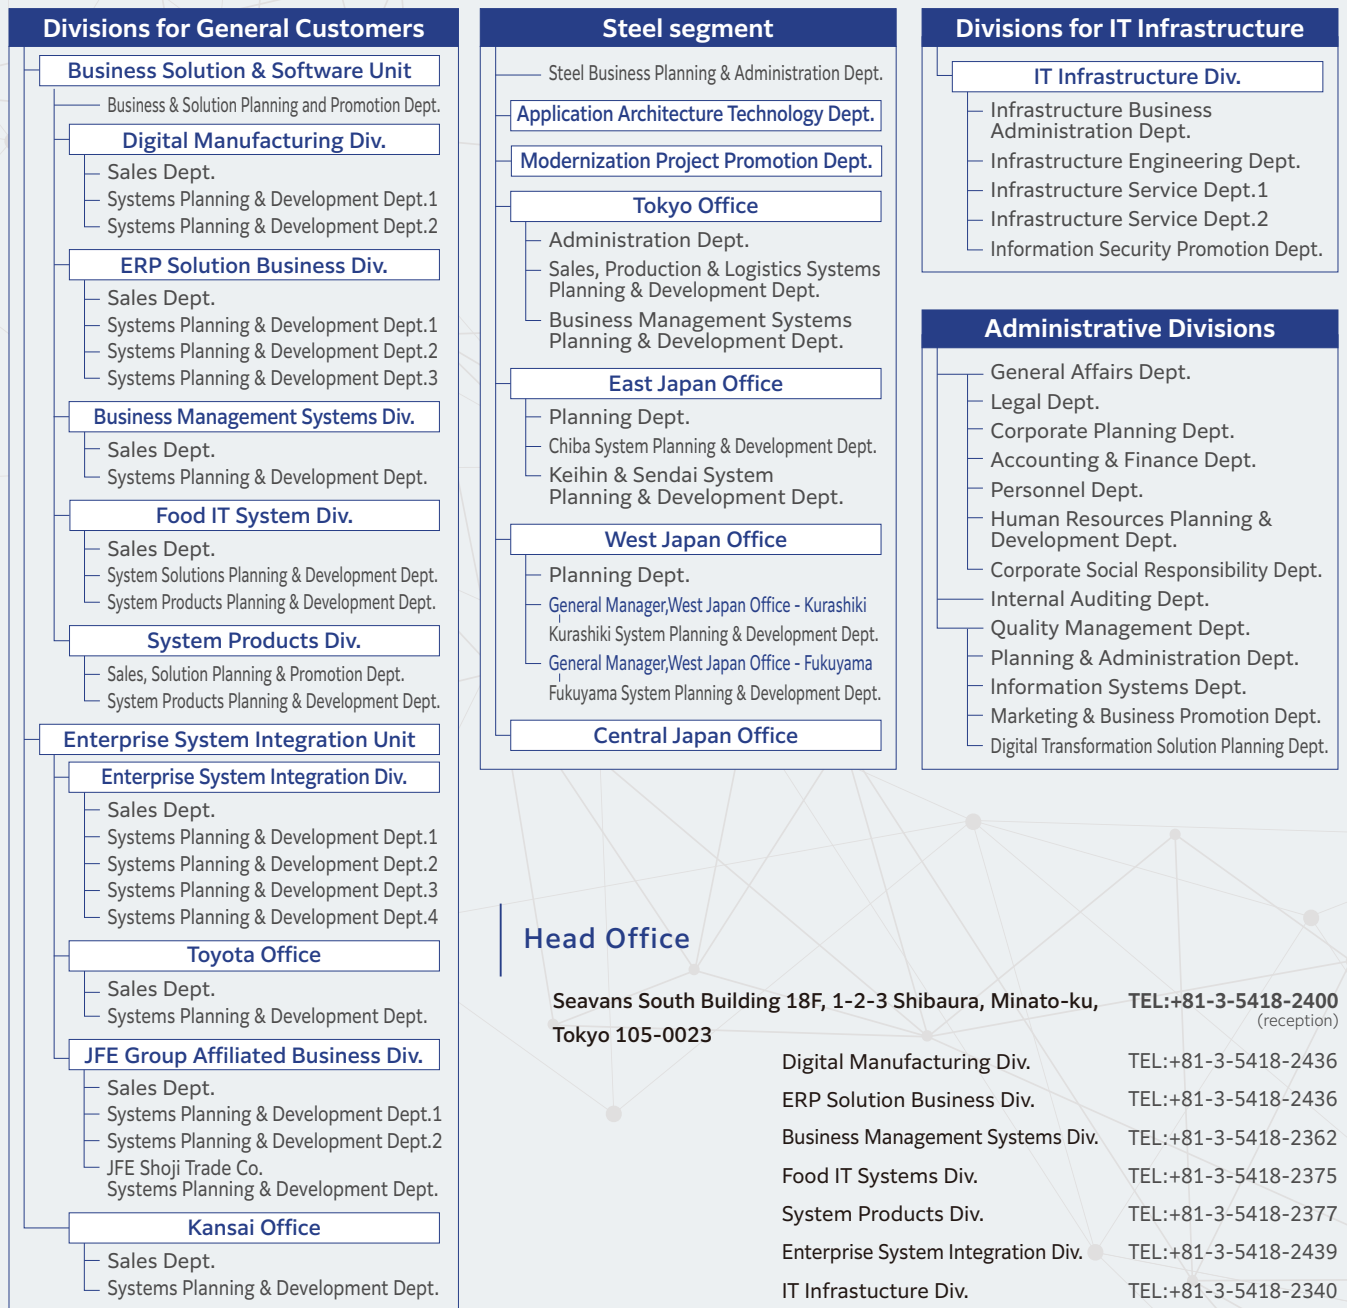 Divisions for General Customers
Business Solution & Software Unit
Business & Solution Planning and Promotion Dept.
Digital Manufacturing Div.
Sales Dept.
Systems Planning & Development Dept.1
Systems Planning & Development Dept.2
ERP Solution Business Div.
Sales Dept.
Systems Planning & Development Dept.1
Systems Planning & Development Dept.2
Systems Planning & Development Dept.3
Business Management Systems Div.
Sales Dept.
Systems Planning & Development Dept.
Food IT System Div.
Sales Dept.
System Solutions Planning & Development Dept.
System Products Planning & Development Dept.
System Products Div.
Sales, Solution Planning & Promotion Dept.
System Products Planning & Development Dept.
Enterprise System Integration Unit
Enterprise System Integration Div.
Sales Dept.
Systems Planning & Development Dept.1
Systems Planning & Development Dept.2
Systems Planning & Development Dept.3
Systems Planning & Development Dept.4
Toyota Office
Sales Dept.
Systems Planning & Development Dept.
JFE Group Affiliated Business Div.
Sales Dept.
Systems Planning & Development Dept.1
Systems Planning & Development Dept.2
JFE Shoji Trade Co.
Systems Planning & Development Dept.
Kansai Office
Sales Dept.
Systems Planning & Development Dept.
Steel segment
Steel Business Planning & Administration Dept.
Application Architecture Technology Dept.
Modernization Project Promotion Dept.
Tokyo Office
Administration Dept.
Sales, Production & Logistics Systems
Planning & Development Dept.
Business Management Systems
Planning & Development Dept.
East Japan Office
Planning Dept.
Chiba System Planning & Development Dept.
Keihin & Sendai System
Planning & Development Dept.
West Japan Office
Planning Dept.
General Manager,West Japan Office - Kurashiki
Kurashiki System Planning & Development Dept.
General Manager,West Japan Office - Fukuyama
Fukuyama System Planning & Development Dept.
Central Japan Office
Divisions for IT Infrastructure
IT Infrastructure Div.
Infrastructure Business
Administration Dept.
Infrastructure Engineering Dept.
Infrastructure Service Dept.1
Infrastructure Service Dept.2
Information Security Promotion Dept.
Administrative Divisions
General Affairs Dept.
Legal Dept.
Corporate Planning Dept.
Accounting & Finance Dept.
Personnel Dept.
Human Resources Planning &
Development Dept.
Corporate Social Responsibility Dept.
Internal Auditing Dept.
Quality Management Dept.
Planning & Administration Dept.
Information Systems Dept.
Marketing & Business Promotion Dept.
Digital Transformation Solution Planning Dept.
Head Office
Seavans South Building 18F, 1-2-3 Shibaura, Minato-ku, TEL:+81-3-5418-2400
(reception)
Tokyo 105-0023
Digital Manufacturing Div. TEL:+81-3-5418-2436
ERP Solution Business Div. TEL:+81-3-5418-2436
Business Management Systems Div. TEL:+81-3-5418-2362
Food IT Systems Div. TEL:+81-3-5418-2375
System Products Div. TEL:+81-3-5418-2377
Enterprise System Integration Div. TEL:+81-3-5418-2439
IT Infrastucture Div. TEL:+81-3-5418-2340